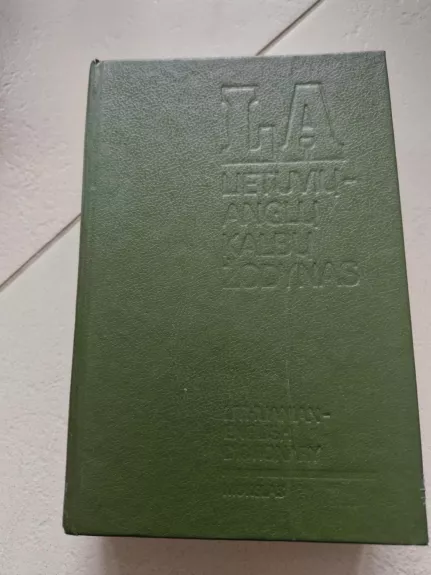 LA
LIETUVIŲ–
ANGLŲ
KALBŲ
ŽODYNAS
LITHUANIAN–
ENGLISH
DICTIONARY
MOKSLAS